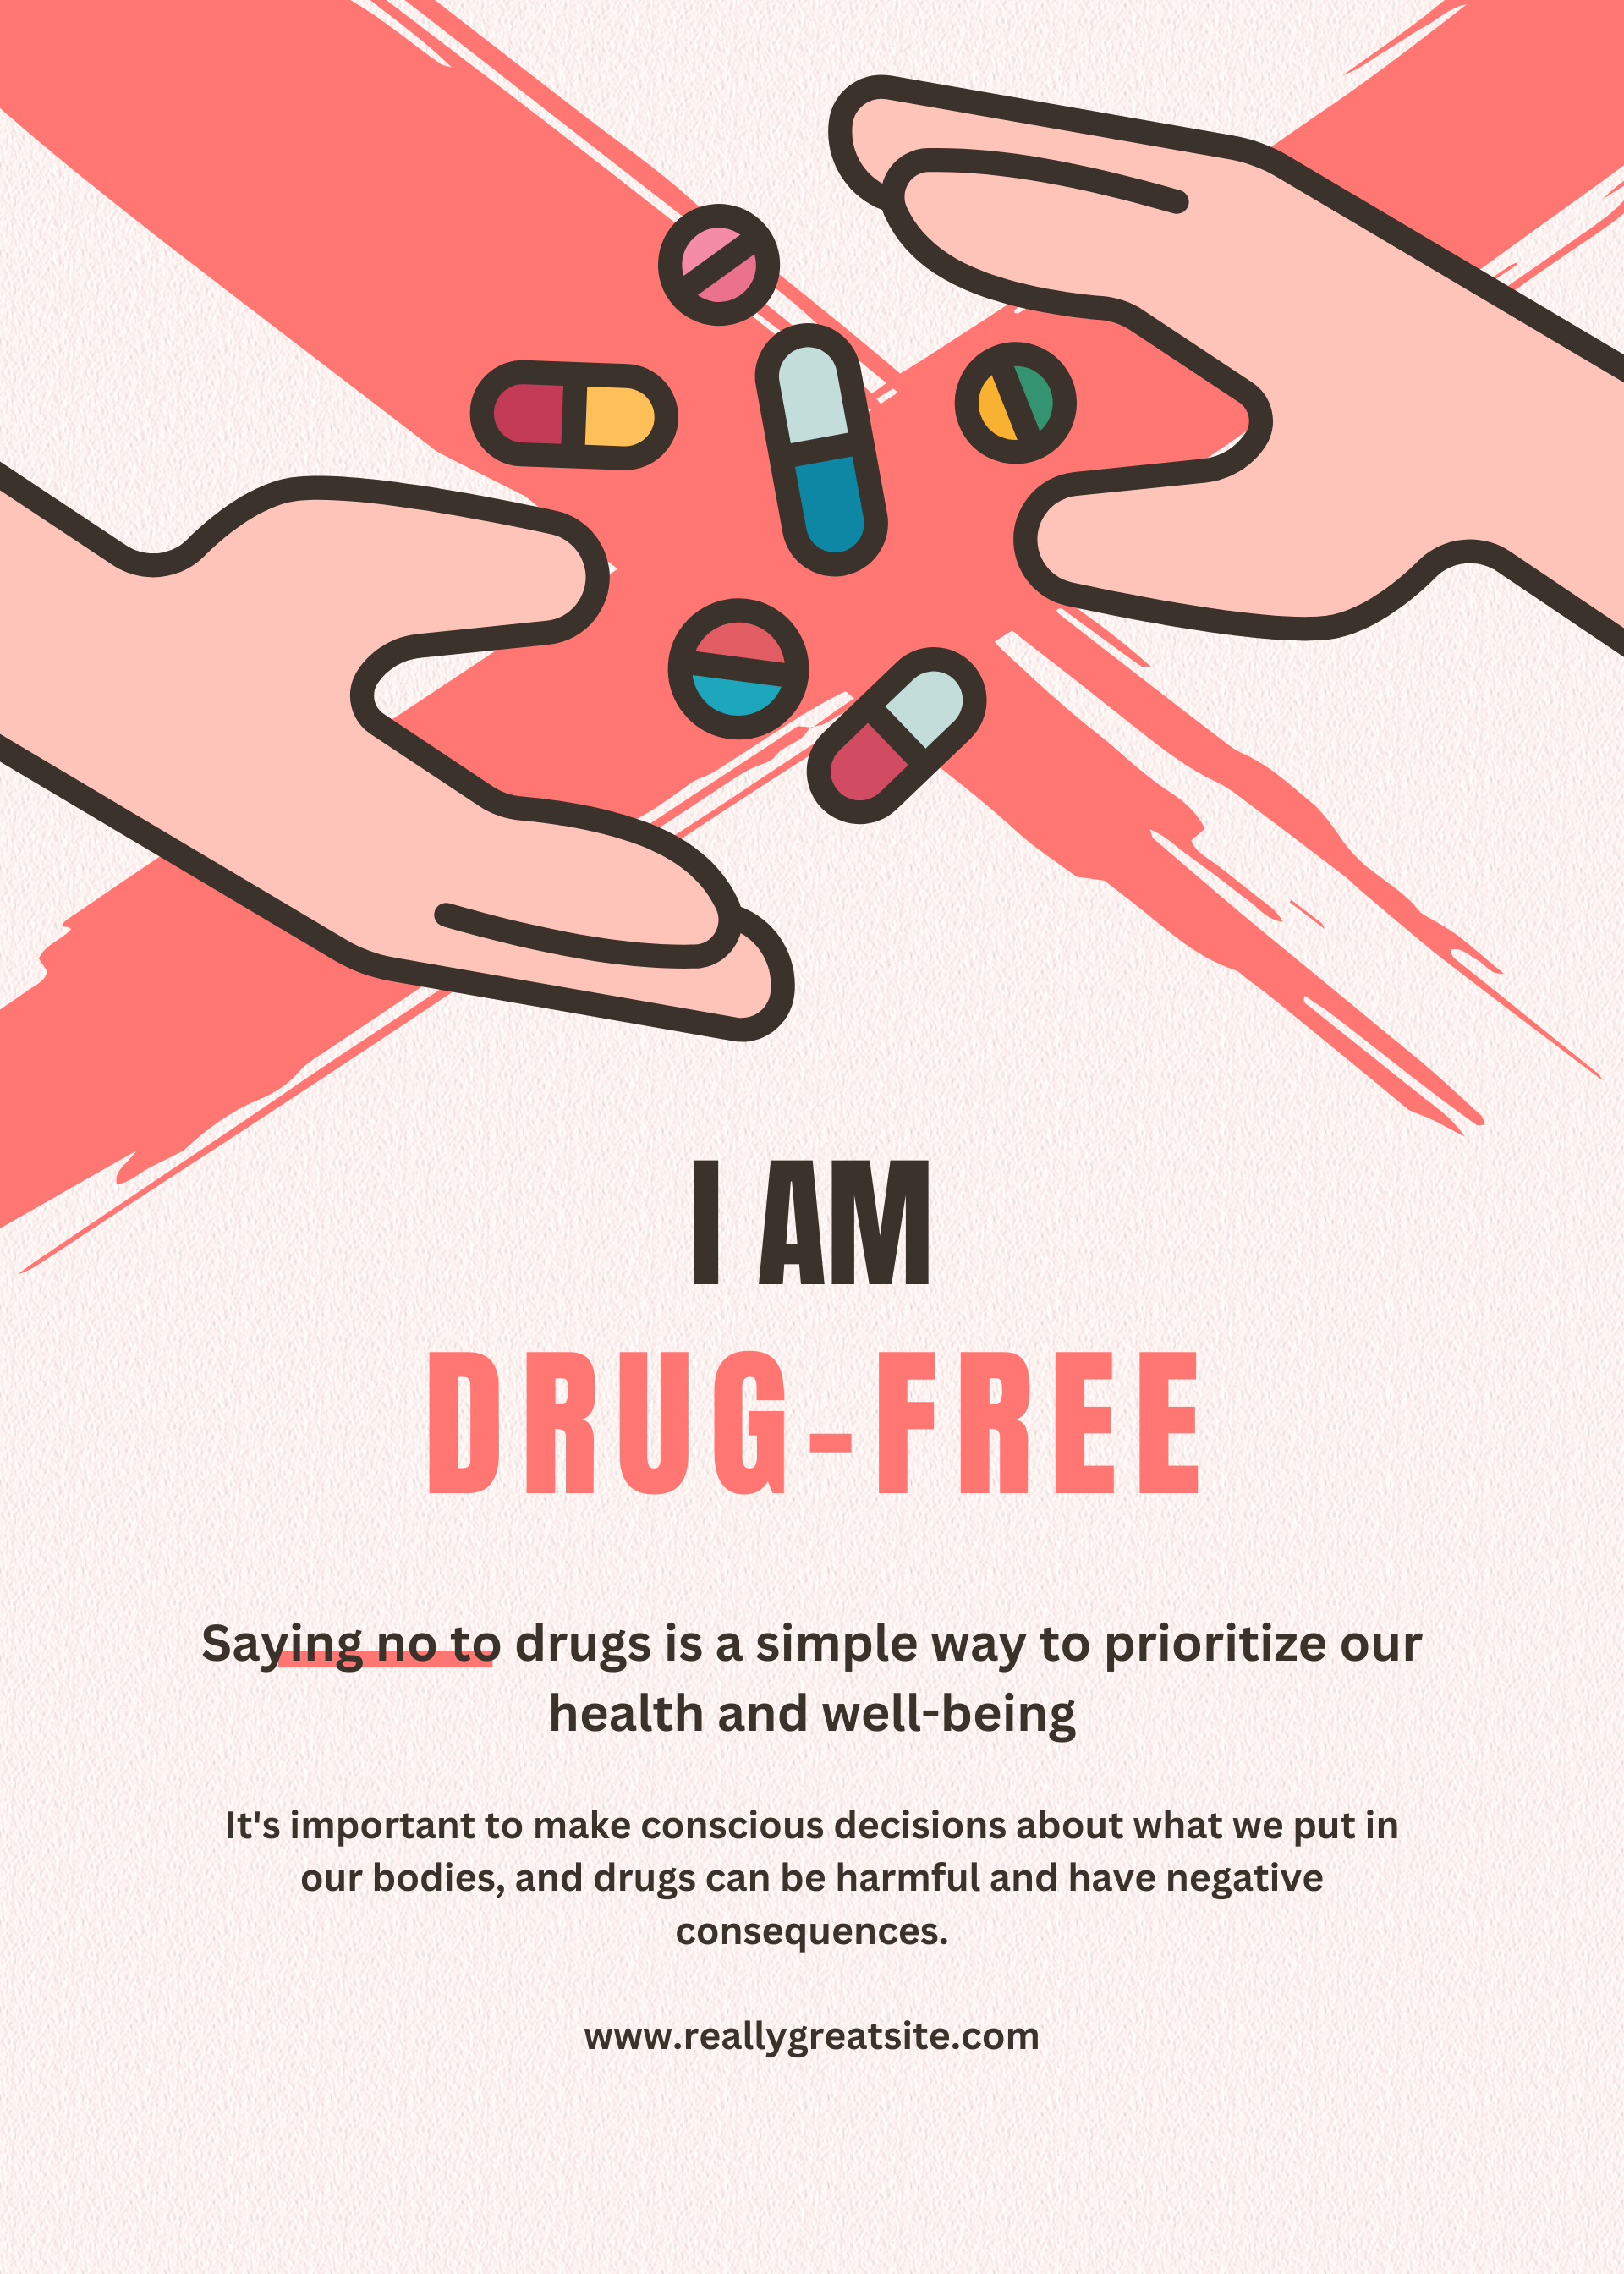 I AM
DRUG-FREE
Saying no to drugs is a simple way to prioritize our
health and well-being
It's important to make conscious decisions about what we put in
our bodies, and drugs can be harmful and have negative
consequences.
www.reallygreatsite.com